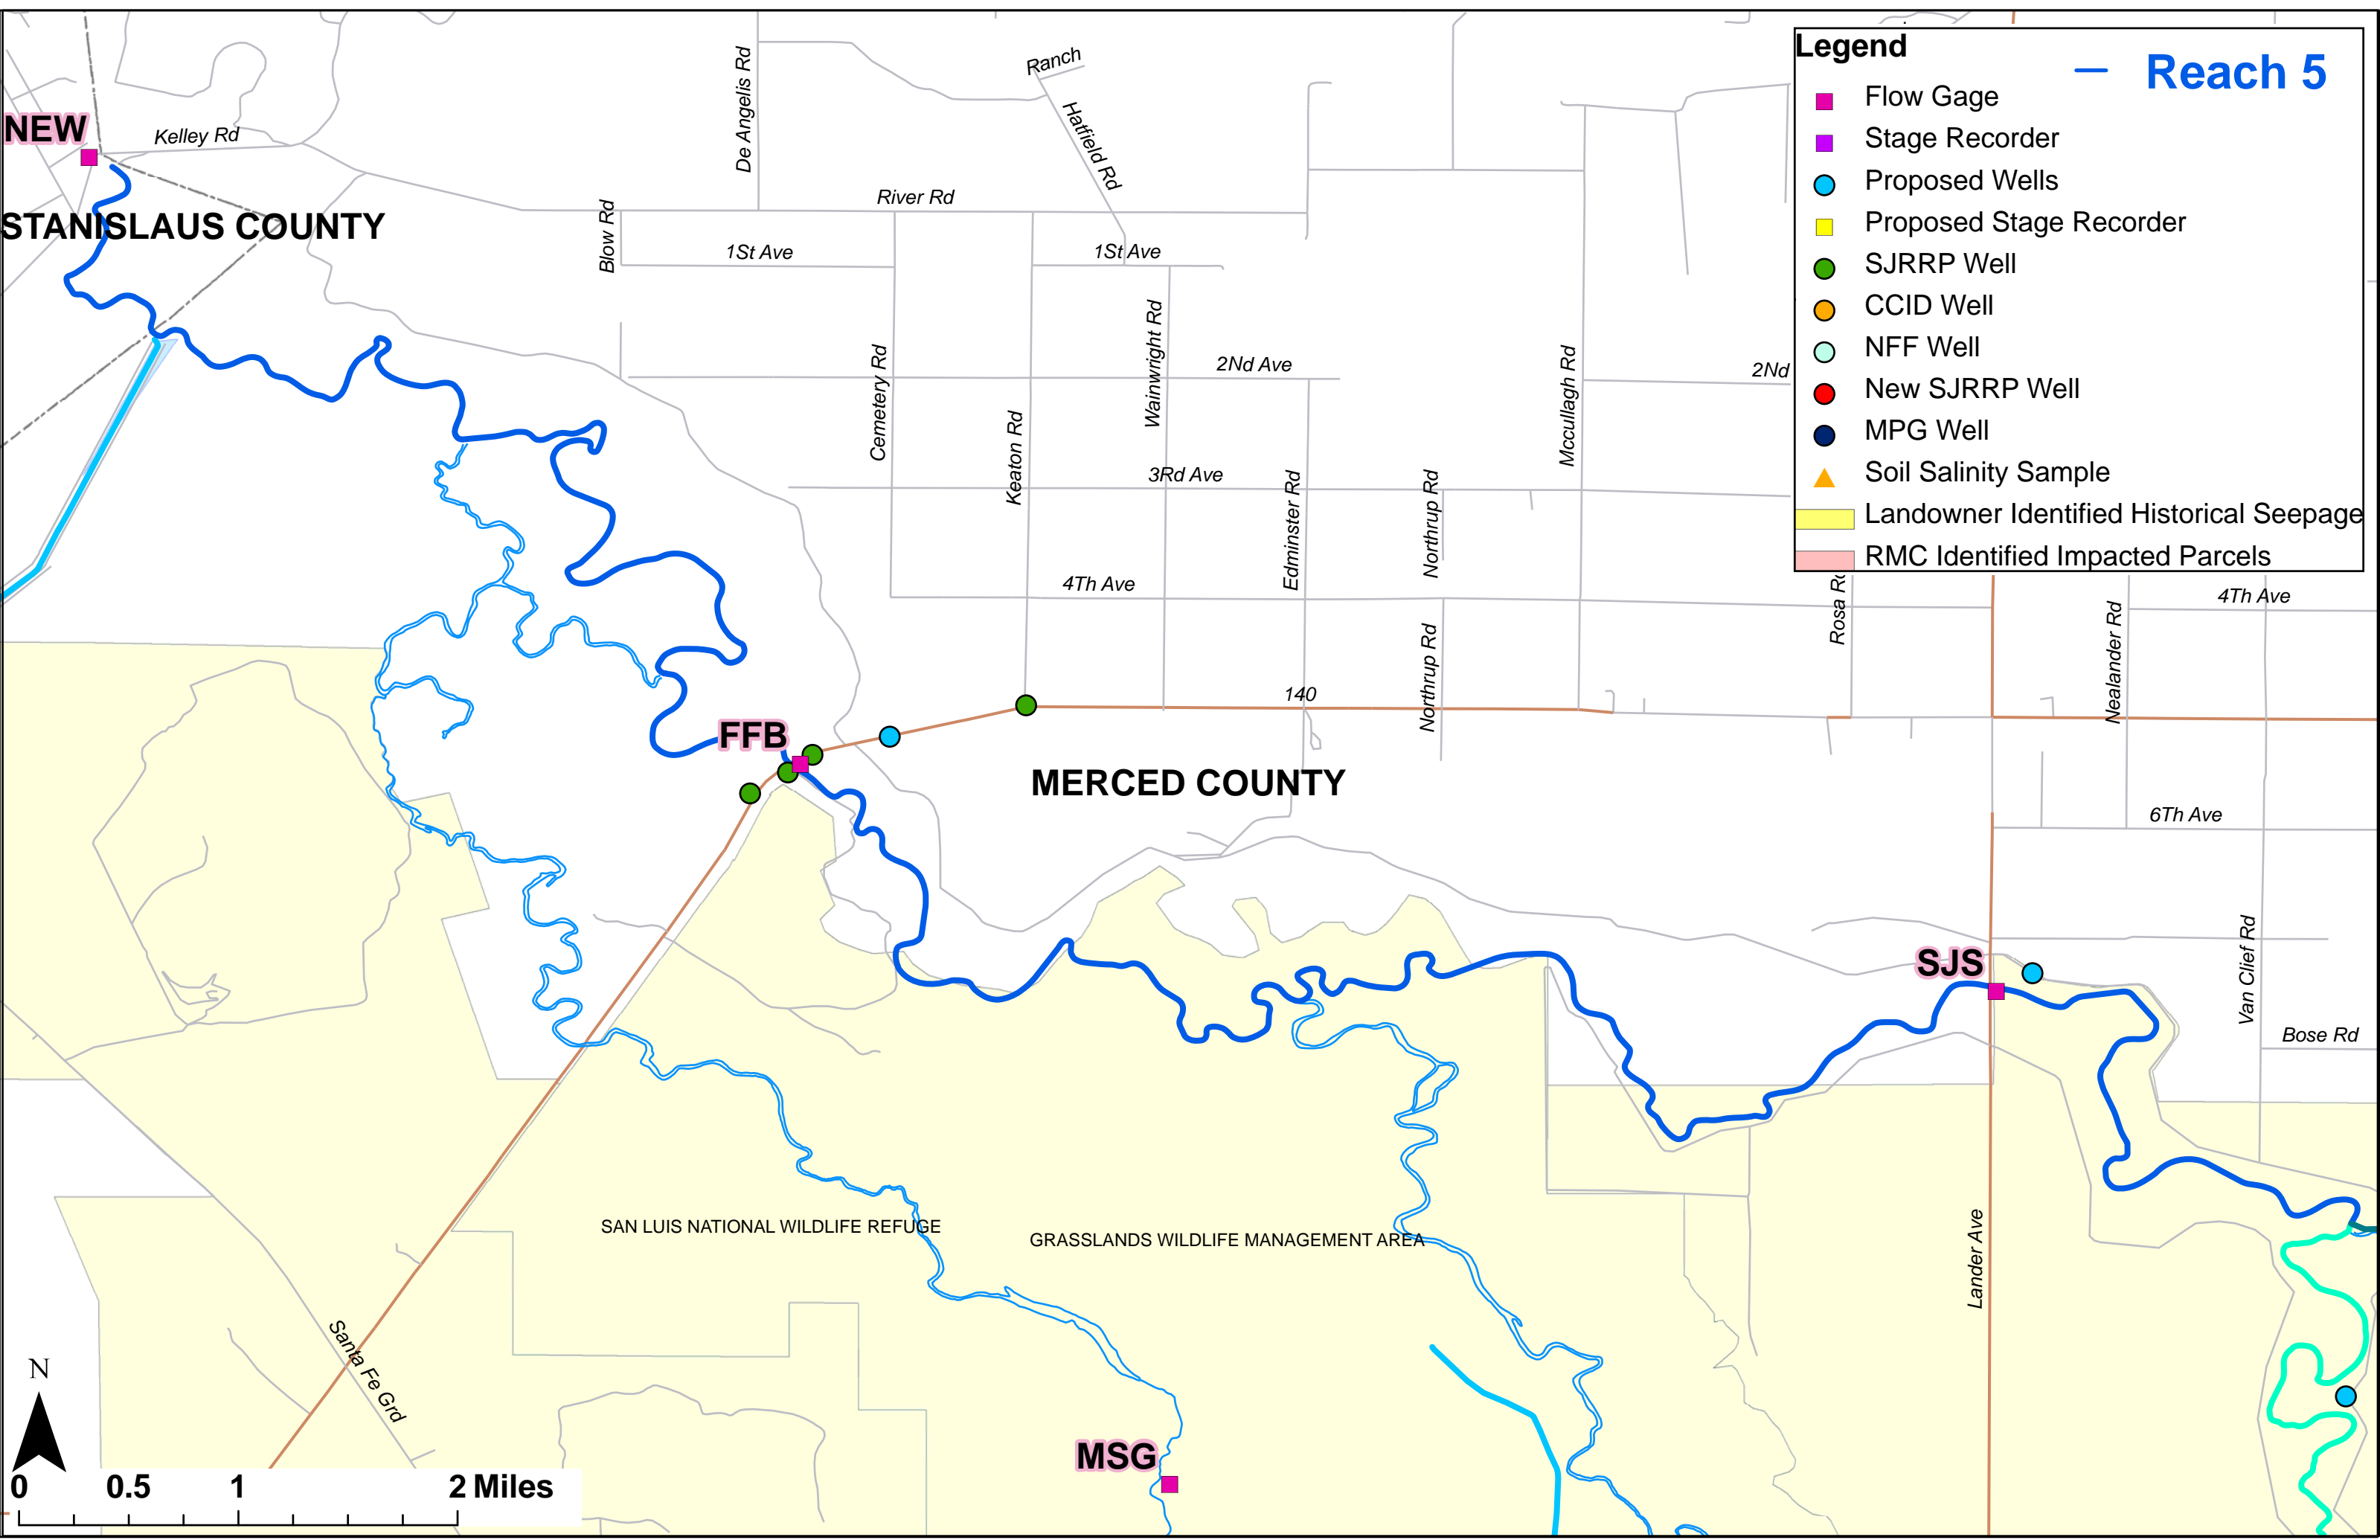 Legend
Reach 5
Flow Gage
Stage Recorder
Proposed Wells
Proposed Stage Recorder
SJRRP Well
CCID Well
NFF Well
New SJRRP Well
MPG Well
Soil Salinity Sample
Landowner Identified Historical Seepage
RMC Identified Impacted Parcels
NEW
Kelley Rd
STANISLAUS COUNTY
De Angelis Rd
Ranch
Hatfield Rd
River Rd
Blow Rd
1St Ave
1St Ave
Wainwright Rd
Cemetery Rd
2Nd Ave
2Nd
Mccullagh Rd
Keaton Rd
3Rd Ave
Edminster Rd
Northrup Rd
4Th Ave
4Th Ave
Rosa Rd
Nealander Rd
Northrup Rd
140
FFB
MERCED COUNTY
6Th Ave
SJS
Van Clief Rd
Bose Rd
SAN LUIS NATIONAL WILDLIFE REFUGE
GRASSLANDS WILDLIFE MANAGEMENT AREA
Lander Ave
Santa Fe Grd
MSG
N
0 0.5 1 2 Miles